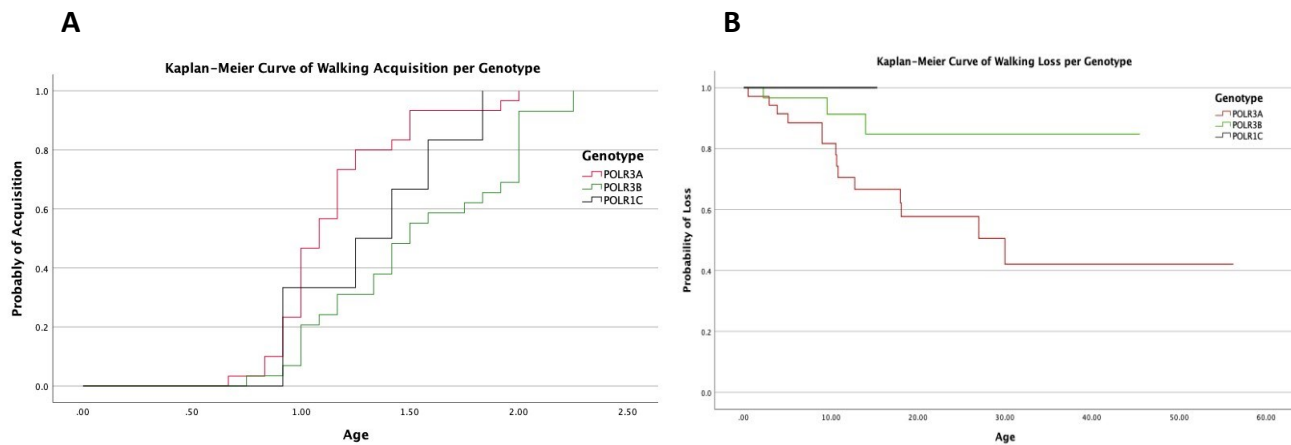 A
Kaplan-Meier Curve of Walking Acquisition per Genotype
Probably of Acquisition
1.0
0.8
0.6
0.4
0.2
0.0
.00
.50
1.00
1.50
2.00
2.50
Age
Genotype
POLR3A
POLR3B
POLR1C
B
Kaplan-Meier Curve of Walking Loss per Genotype
Probability of Loss
1.0
0.8
0.6
0.4
0.2
0.0
.00
10.00
20.00
30.00
40.00
50.00
60.00
Age
Genotype
POLR3A
POLR3B
POLR1C